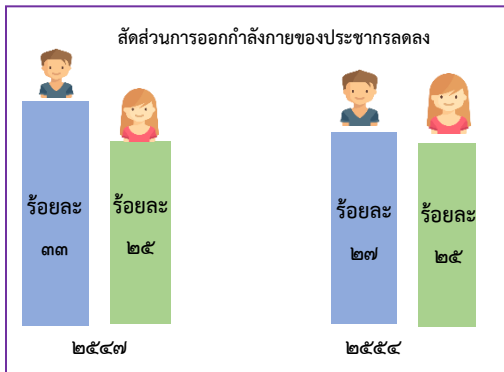 สัดส่วนการออกกำลังกายของประชากรลดลง
ร้อยละ
๓๓
ร้อยละ
๒๕
ร้อยละ
๒๗
ร้อยละ
๒๕
๒๕๔๗
๒๕๕๔